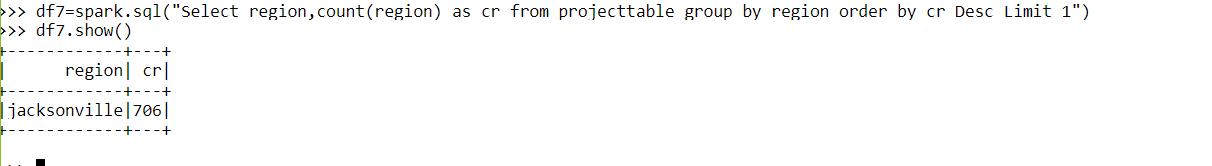 >>> df7=spark.sql("Select region,count(region) as cr from projecttable group by region order by cr Desc Limit 1")
>>> df7.show()
+------------+---+
|      region| cr|
+------------+---+
|jacksonville|706|
+------------+---+